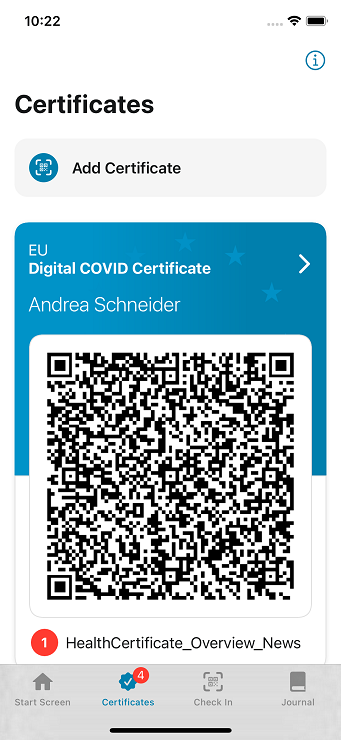 10:22
Certificates
Add Certificate
EU
Digital COVID Certificate
Andrea Schneider
1 HealthCertificate_Overview_News
4
Start Screen Certificates Check In Journal